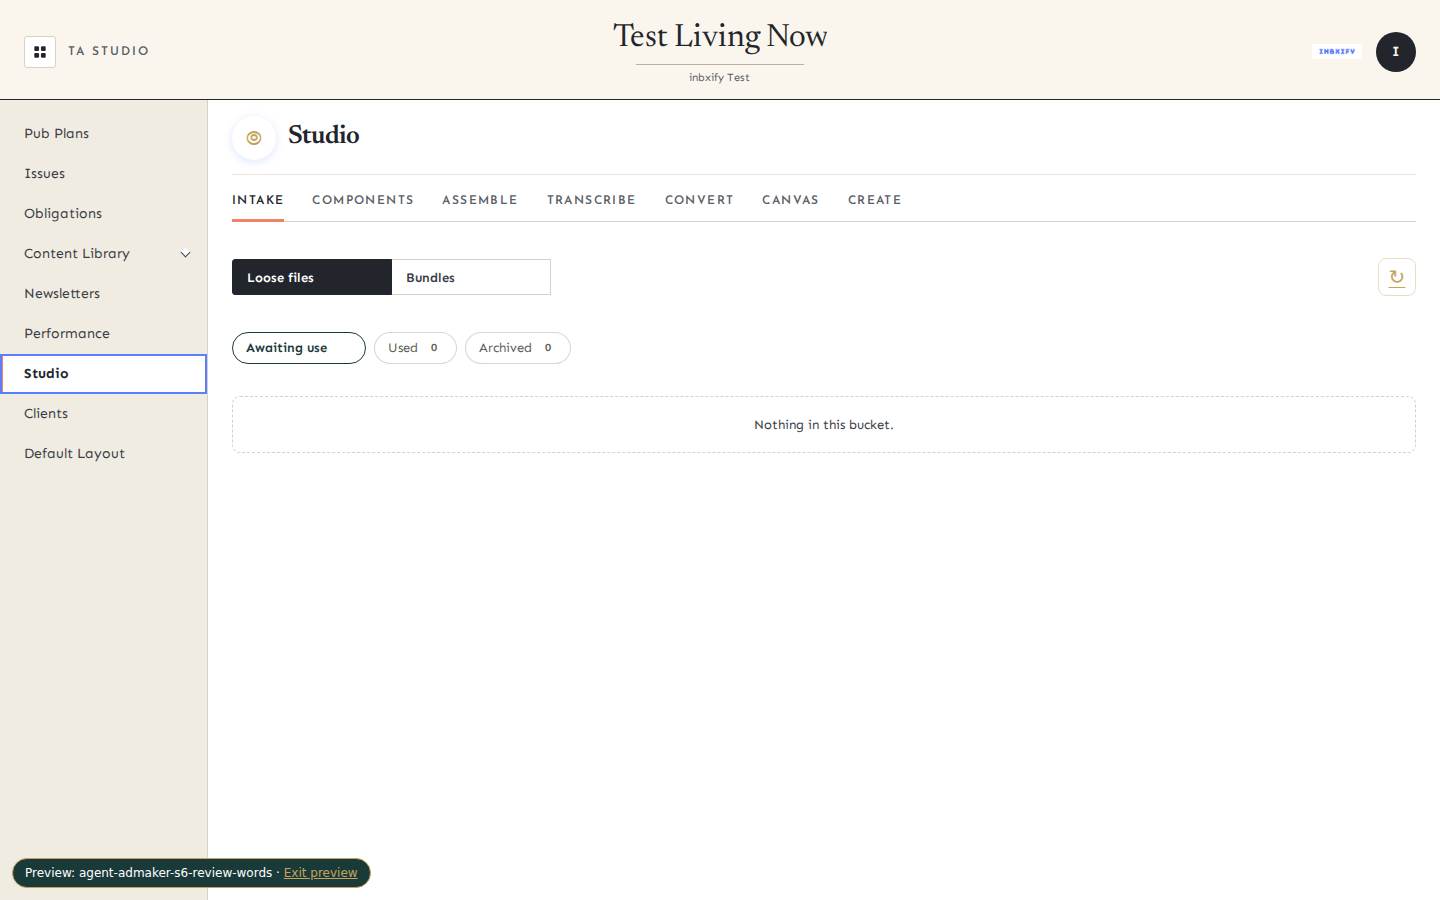 TA STUDIO
Test Living Now
inbxify Test
INBXIFY
I
Pub Plans
Issues
Obligations
Content Library
Newsletters
Performance
Studio
Clients
Default Layout
Studio
INTAKE COMPONENTS ASSEMBLE TRANSCRIBE CONVERT CANVAS CREATE
Loose files Bundles
Awaiting use Used 0 Archived 0
Nothing in this bucket.
Preview: agent-admaker-s6-review-words · Exit preview